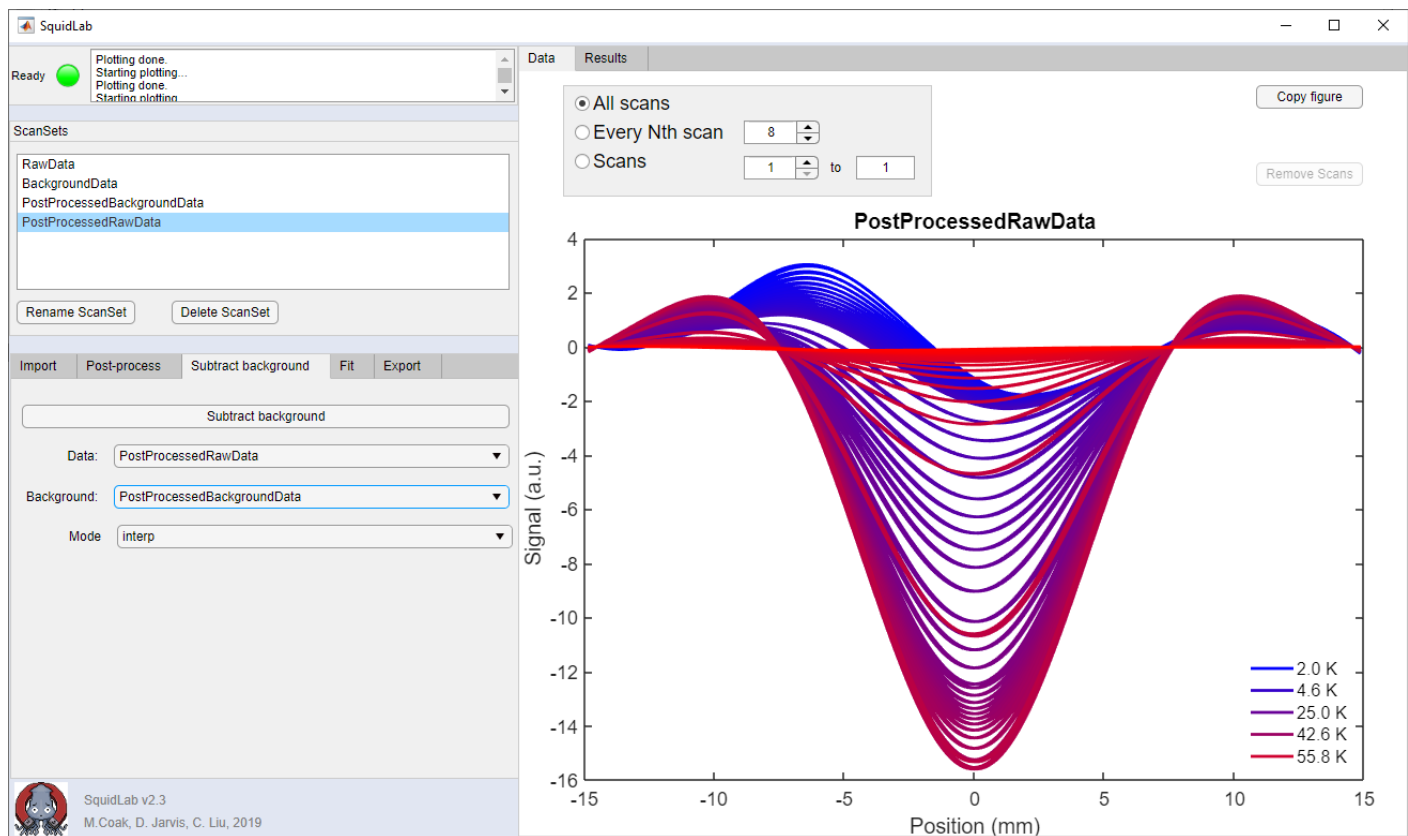 SquidLab
Ready
Plotting done.
Starting plotting...
Plotting done.
Starting plotting
ScanSets
RawData
BackgroundData
PostProcessedBackgroundData
PostProcessedRawData
Rename ScanSet
Delete ScanSet
Import
Post-process
Subtract background
Fit
Export
Subtract background
Data:
PostProcessedRawData
Background:
PostProcessedBackgroundData
Mode
interp
SquidLab v2.3
M.Coak, D. Jarvis, C. Liu, 2019
Data
Results
All scans
Every Nth scan
8
Scans
1
to
1
Copy figure
Remove Scans
PostProcessedRawData
4
2
0
-2
-4
-6
-8
-10
-12
-14
-16
Signal (a.u.)
-15
-10
-5
0
5
10
15
Position (mm)
2.0 K
4.6 K
25.0 K
42.6 K
55.8 K